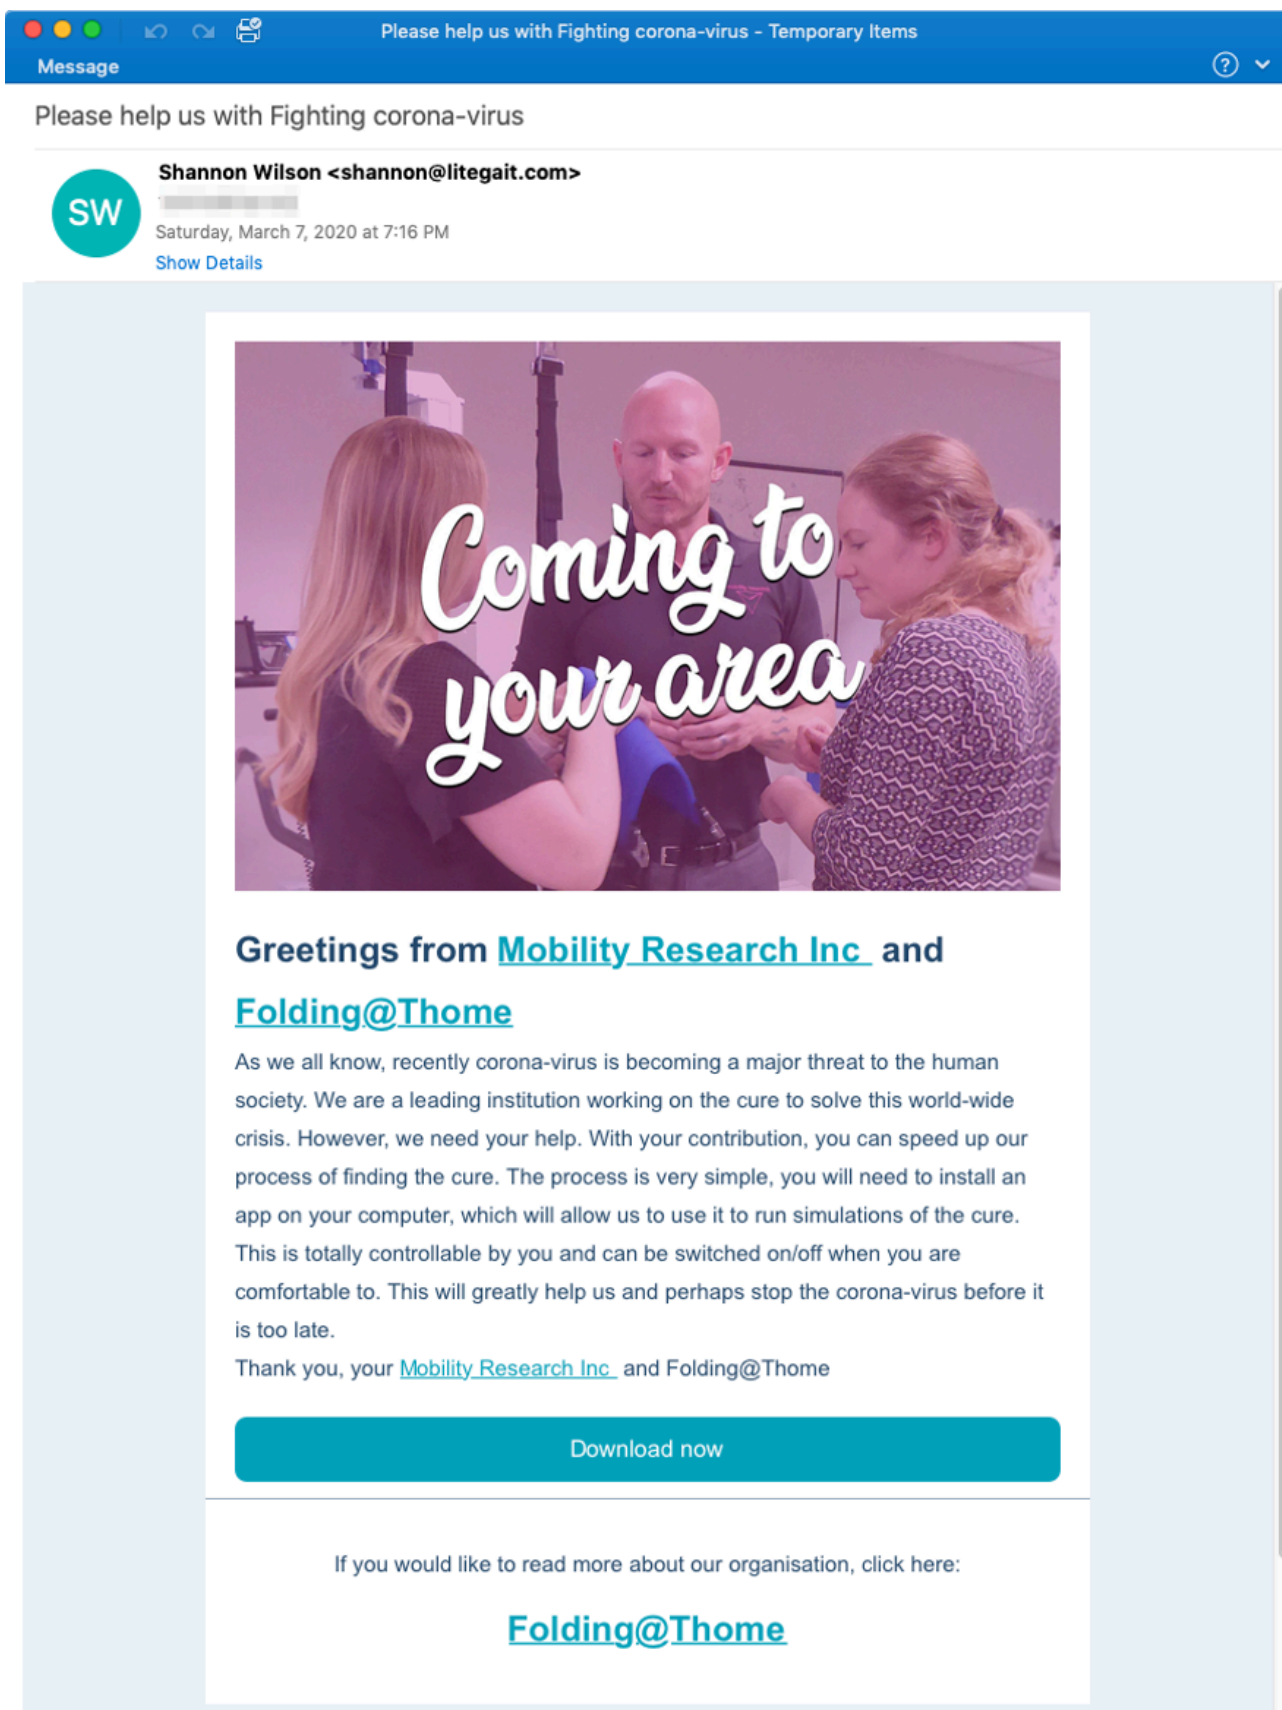 Please help us with Fighting corona-virus - Temporary Items
Message
Please help us with Fighting corona-virus
Shannon Wilson <shannon@litegait.com>
SW
Saturday, March 7, 2020 at 7:16 PM
Show Details
Coming to
your area
Greetings from Mobility Research Inc and
Folding@Thome
As we all know, recently corona-virus is becoming a major threat to the human
society. We are a leading institution working on the cure to solve this world-wide
crisis. However, we need your help. With your contribution, you can speed up our
process of finding the cure. The process is very simple, you will need to install an
app on your computer, which will allow us to use it to run simulations of the cure.
This is totally controllable by you and can be switched on/off when you are
comfortable to. This will greatly help us and perhaps stop the corona-virus before it
is too late.
Thank you, your Mobility Research Inc and Folding@Thome
Download now
If you would like to read more about our organisation, click here:
Folding@Thome